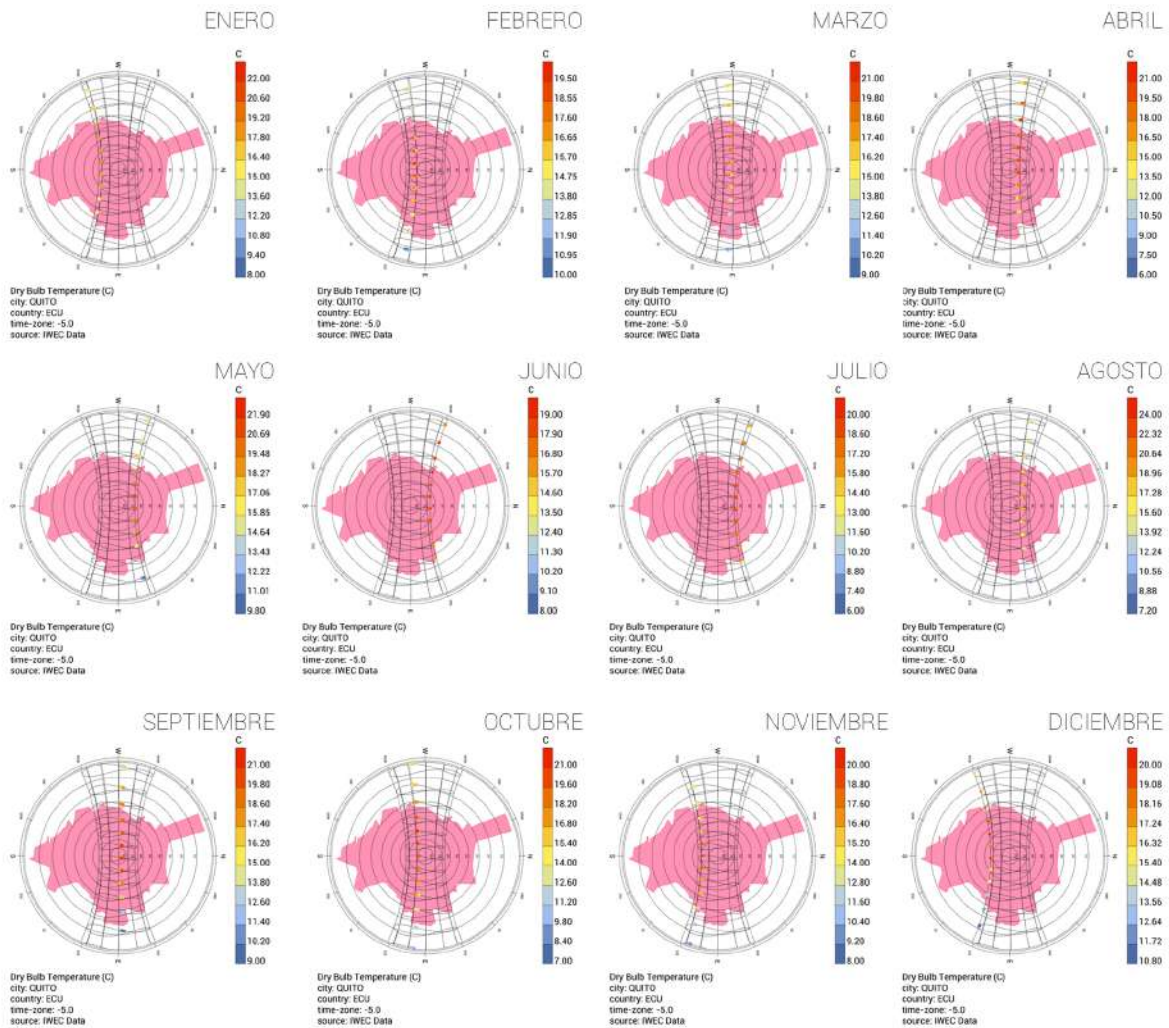 ENERO
C
22.00
20.60
19.20
17.80
16.40
15.00
13.60
12.20
10.80
9.40
8.00
W
S
N
E
Dry Bulb Temperature (C)
city: QUITO
country: ECU
time-zone: -5.0
source: IWEC Data
FEBRERO
C
19.50
18.55
17.60
16.65
15.70
14.75
13.80
12.85
11.90
10.95
10.00
W
S
N
E
Dry Bulb Temperature (C)
city: QUITO
country: ECU
time-zone: -5.0
source: IWEC Data
MARZO
C
21.00
19.80
18.60
17.40
16.20
15.00
13.80
12.60
11.40
10.20
9.00
W
S
N
E
Dry Bulb Temperature (C)
city: QUITO
country: ECU
time-zone: -5.0
source: IWEC Data
ABRIL
C
21.00
19.50
18.00
16.50
15.00
13.50
12.00
10.50
9.00
7.50
6.00
W
S
N
E
Dry Bulb Temperature (C)
city: QUITO
country: ECU
time-zone: -5.0
source: IWEC Data
MAYO
C
21.90
20.69
19.48
18.27
17.06
15.85
14.64
13.43
12.22
11.01
9.80
W
S
N
E
Dry Bulb Temperature (C)
city: QUITO
country: ECU
time-zone: -5.0
source: IWEC Data
JUNIO
C
19.00
17.90
16.80
15.70
14.60
13.50
12.40
11.30
10.20
9.10
8.00
W
S
N
E
Dry Bulb Temperature (C)
city: QUITO
country: ECU
time-zone: -5.0
source: IWEC Data
JULIO
C
20.00
18.60
17.20
15.80
14.40
13.00
11.60
10.20
8.80
7.40
6.00
W
S
N
E
Dry Bulb Temperature (C)
city: QUITO
country: ECU
time-zone: -5.0
source: IWEC Data
AGOSTO
C
24.00
22.32
20.64
18.96
17.28
15.60
13.92
12.24
10.56
8.88
7.20
W
S
N
E
Dry Bulb Temperature (C)
city: QUITO
country: ECU
time-zone: -5.0
source: IWEC Data
SEPTIEMBRE
C
21.00
19.80
18.60
17.40
16.20
15.00
13.80
12.60
11.40
10.20
9.00
W
S
N
E
Dry Bulb Temperature (C)
city: QUITO
country: ECU
time-zone: -5.0
source: IWEC Data
OCTUBRE
C
21.00
19.60
18.20
16.80
15.40
14.00
12.60
11.20
9.80
8.40
7.00
W
S
N
E
Dry Bulb Temperature (C)
city: QUITO
country: ECU
time-zone: -5.0
source: IWEC Data
NOVIEMBRE
C
20.00
18.80
17.60
16.40
15.20
14.00
12.80
11.60
10.40
9.20
8.00
W
S
N
E
Dry Bulb Temperature (C)
city: QUITO
country: ECU
time-zone: -5.0
source: IWEC Data
DICIEMBRE
C
20.00
19.08
18.16
17.24
16.32
15.40
14.48
13.56
12.64
11.72
10.80
W
S
N
E
Dry Bulb Temperature (C)
city: QUITO
country: ECU
time-zone: -5.0
source: IWEC Data